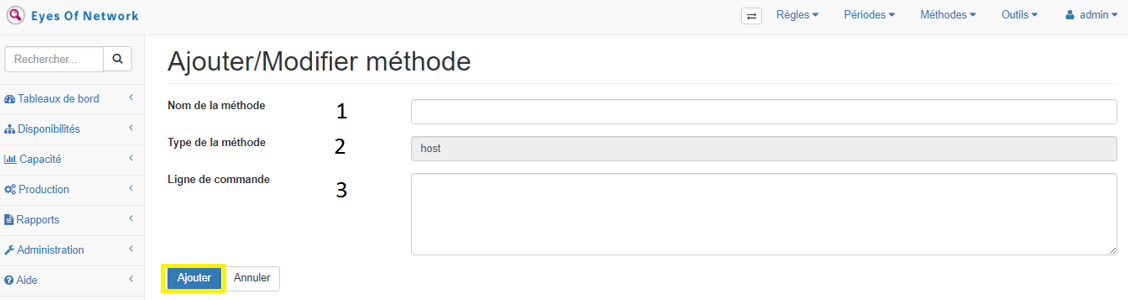 Eyes Of Network
Règles Périodes Méthodes Outils admin
Rechercher...
Tableaux de bord
Disponibilités
Capacité
Production
Rapports
Administration
Aide
Ajouter/Modifier méthode
Nom de la méthode 1
Type de la méthode 2 host
Ligne de commande 3
Ajouter Annuler